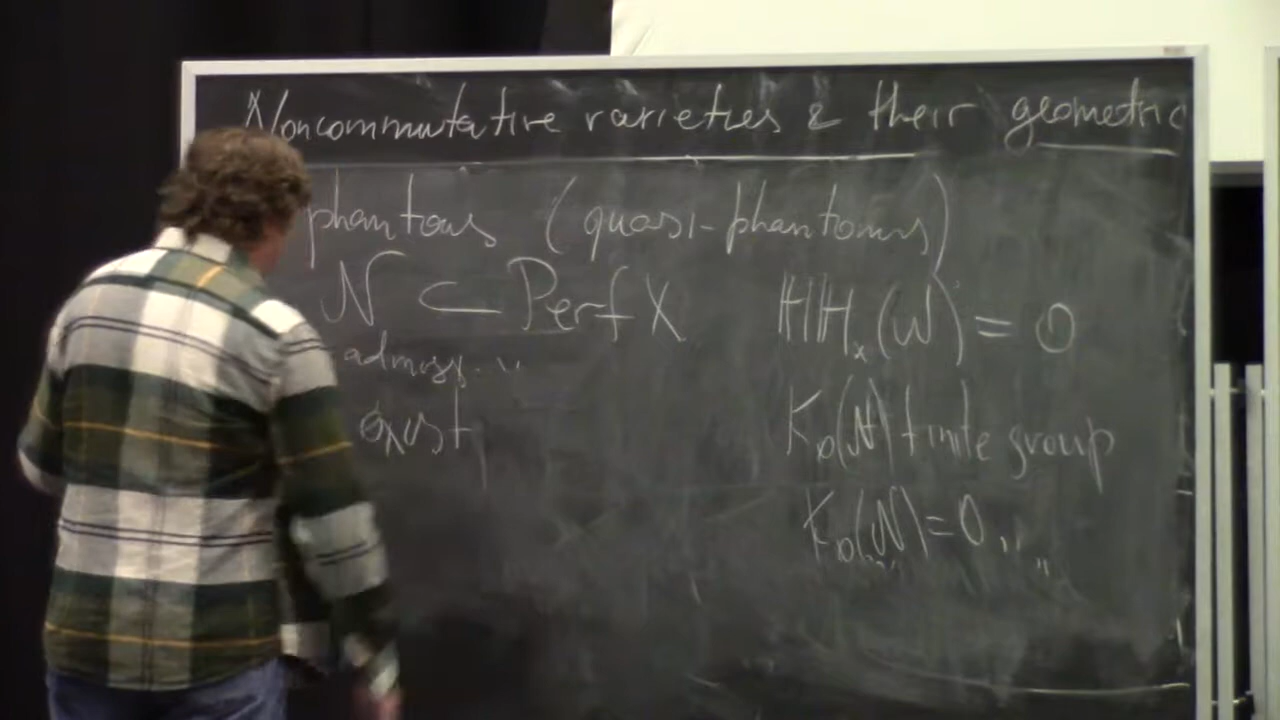 Noncommutative varieties & their geometric
phantoms (quasi-phantoms)
N ⊂ Perf X HH*(N) = 0
admiss.
exist K₀(N) finite group
K₀(N) = 0